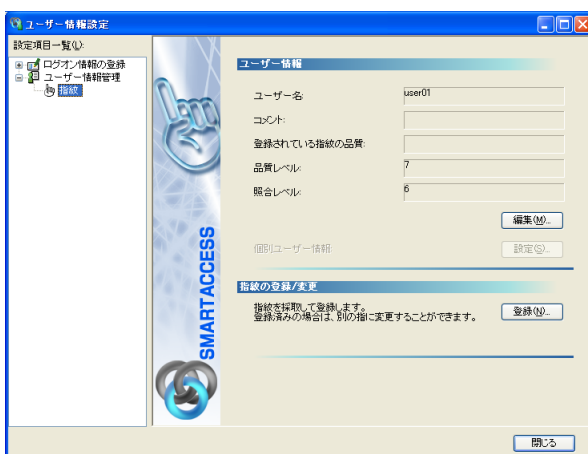 ユーザー情報設定
設定項目一覧(L):
ログオン情報の登録
ユーザー情報管理
指紋
SMARTACCESS
ユーザー情報
ユーザー名: user01
コメント:
登録されている指紋の品質:
品質レベル: 7
照合レベル: 6
編集(M)...
個別ユーザー情報: 設定(S)...
指紋の登録/変更
指紋を採取して登録します。
登録済みの場合は、別の指に変更することができます。
登録(N)...
閉じる